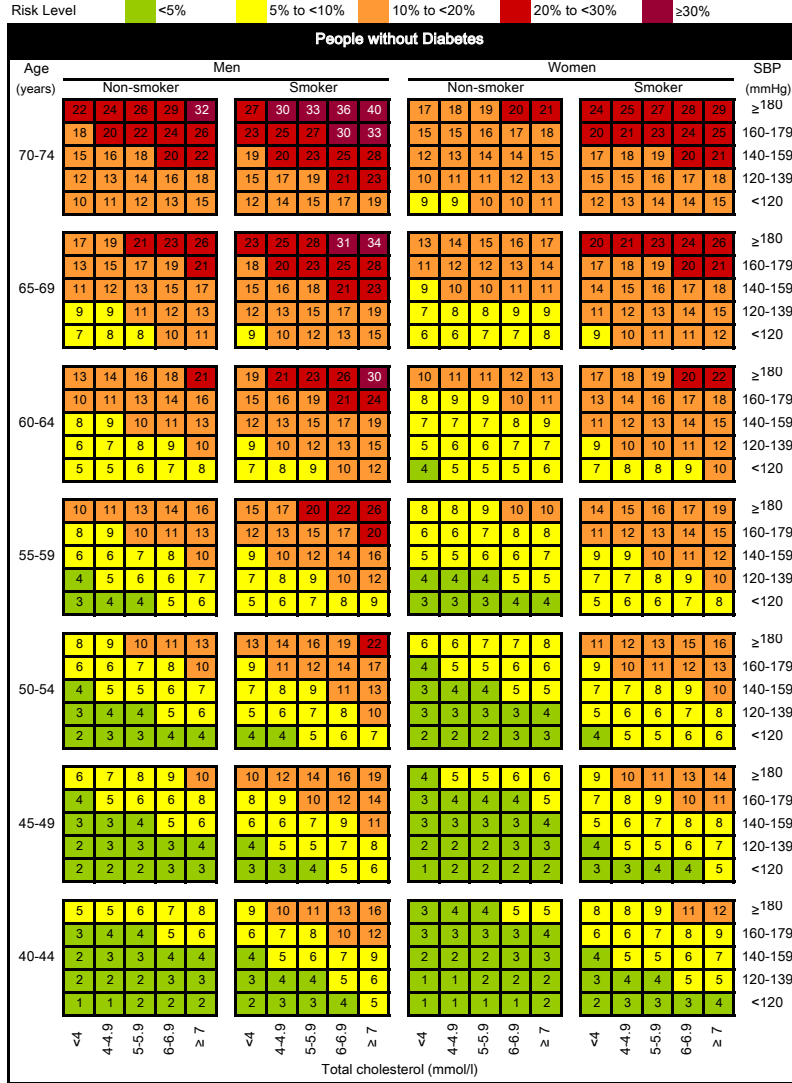 Risk Level <5% 5% to <10% 10% to <20% 20% to <30% ≥30%
People without Diabetes
Age Men Women SBP
(years) Non-smoker Smoker Non-smoker Smoker (mmHg)
22 24 26 29 32 27 30 33 36 40 17 18 19 20 21 24 25 27 28 29 ≥180
18 20 22 24 26 23 25 27 30 33 15 15 16 17 18 20 21 23 24 25 160-179
70-74 15 16 18 20 22 19 20 23 25 28 12 13 14 14 15 17 18 19 20 21 140-159
12 13 14 16 18 15 17 19 21 23 10 11 11 12 13 15 15 16 17 18 120-139
10 11 12 13 15 12 14 15 17 19 9 9 10 10 11 12 13 14 14 15 <120
17 19 21 23 26 23 25 28 31 34 13 14 15 16 17 20 21 23 24 26 ≥180
13 15 17 19 21 18 20 23 25 28 11 12 12 13 14 17 18 19 20 21 160-179
65-69 11 12 13 15 17 15 16 18 21 23 9 10 10 11 11 14 15 16 17 18 140-159
9 9 11 12 13 12 13 15 17 19 7 8 8 9 9 11 12 13 14 15 120-139
7 8 8 10 11 9 10 12 13 15 6 6 7 7 8 9 10 11 11 12 <120
13 14 16 18 21 19 21 23 26 30 10 11 11 12 13 17 18 19 20 22 ≥180
10 11 13 14 16 15 16 19 21 24 8 9 9 10 11 13 14 16 17 18 160-179
60-64 8 9 10 11 13 12 13 15 17 19 7 7 7 8 9 11 12 13 14 15 140-159
6 7 8 9 10 9 10 12 13 15 5 6 6 7 7 9 10 10 11 12 120-139
5 5 6 7 8 7 8 9 10 12 4 5 5 5 6 7 8 8 9 10 <120
10 11 13 14 16 15 17 20 22 26 8 8 9 10 10 14 15 16 17 19 ≥180
8 9 10 11 13 12 13 15 17 20 6 6 7 8 8 11 12 13 14 15 160-179
55-59 6 6 7 8 10 9 10 12 14 16 5 5 6 6 7 9 9 10 11 12 140-159
4 5 6 6 7 7 8 9 10 12 4 4 4 5 5 7 7 8 9 10 120-139
3 4 4 5 6 5 6 7 8 9 3 3 3 4 4 5 6 6 7 8 <120
8 9 10 11 13 13 14 16 19 22 6 6 7 7 8 11 12 13 15 16 ≥180
6 6 7 8 10 9 11 12 14 17 4 5 5 6 6 9 10 11 12 13 160-179
50-54 4 5 5 6 7 7 8 9 11 13 3 4 4 5 5 7 7 8 9 10 140-159
3 4 4 5 6 5 6 7 8 10 3 3 3 3 4 5 6 6 7 8 120-139
2 3 3 4 4 4 4 5 6 7 2 2 2 3 3 4 5 5 6 6 <120
6 7 8 9 10 10 12 14 16 19 4 5 5 6 6 9 10 11 13 14 ≥180
4 5 6 6 8 8 9 10 12 14 3 4 4 4 5 7 8 9 10 11 160-179
45-49 3 3 4 5 6 6 6 7 9 11 3 3 3 3 4 5 6 7 8 8 140-159
2 3 3 3 4 4 5 5 7 8 2 2 2 3 3 4 5 5 6 7 120-139
2 2 2 3 3 3 3 4 5 6 1 2 2 2 2 3 3 4 4 5 <120
5 5 6 7 8 9 10 11 13 16 3 4 4 5 5 8 8 9 11 12 ≥180
3 4 4 5 6 6 7 8 10 12 3 3 3 3 4 6 6 7 8 9 160-179
40-44 2 3 3 4 4 4 5 6 7 9 2 2 2 3 3 4 5 5 6 7 140-159
2 2 2 3 3 3 4 4 5 6 1 1 2 2 2 3 4 4 5 5 120-139
1 1 2 2 2 2 3 3 4 5 1 1 1 1 2 2 3 3 3 4 <120
<4 4-4.9 5-5.9 6-6.9 ≥ 7 <4 4-4.9 5-5.9 6-6.9 ≥ 7 <4 4-4.9 5-5.9 6-6.9 ≥ 7 <4 4-4.9 5-5.9 6-6.9 ≥ 7
Total cholesterol (mmol/l)